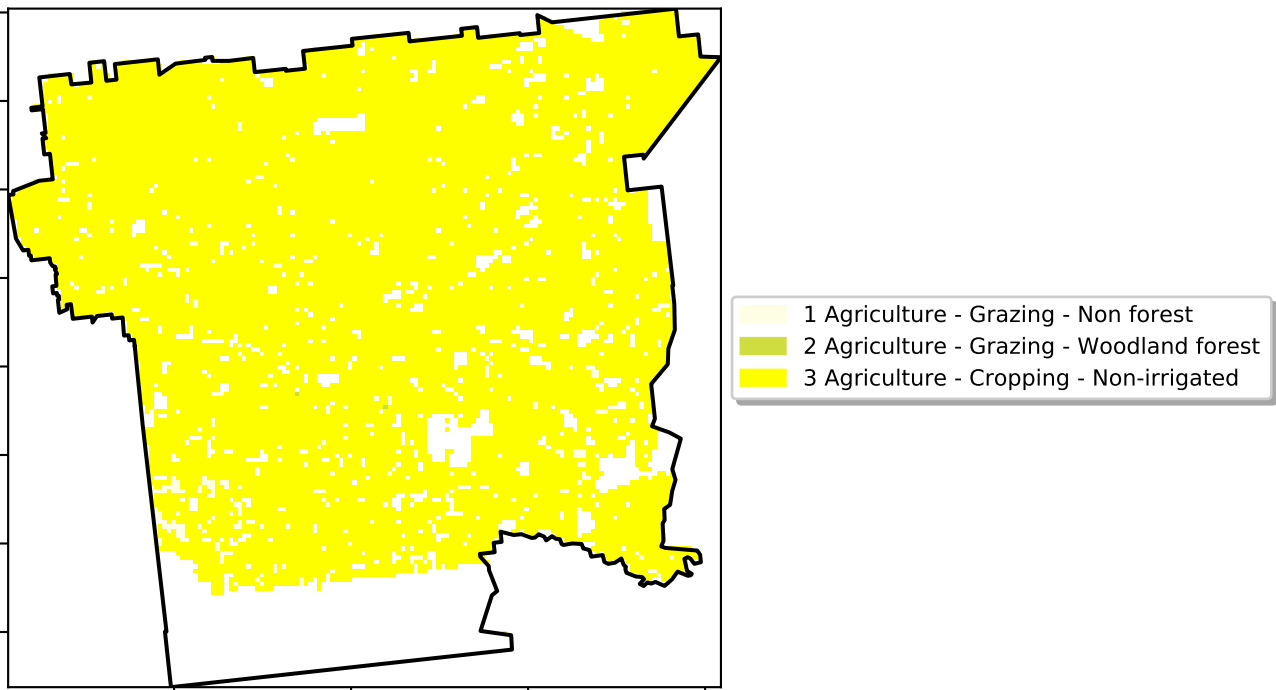 1 Agriculture - Grazing - Non forest
2 Agriculture - Grazing - Woodland forest
3 Agriculture - Cropping - Non-irrigated